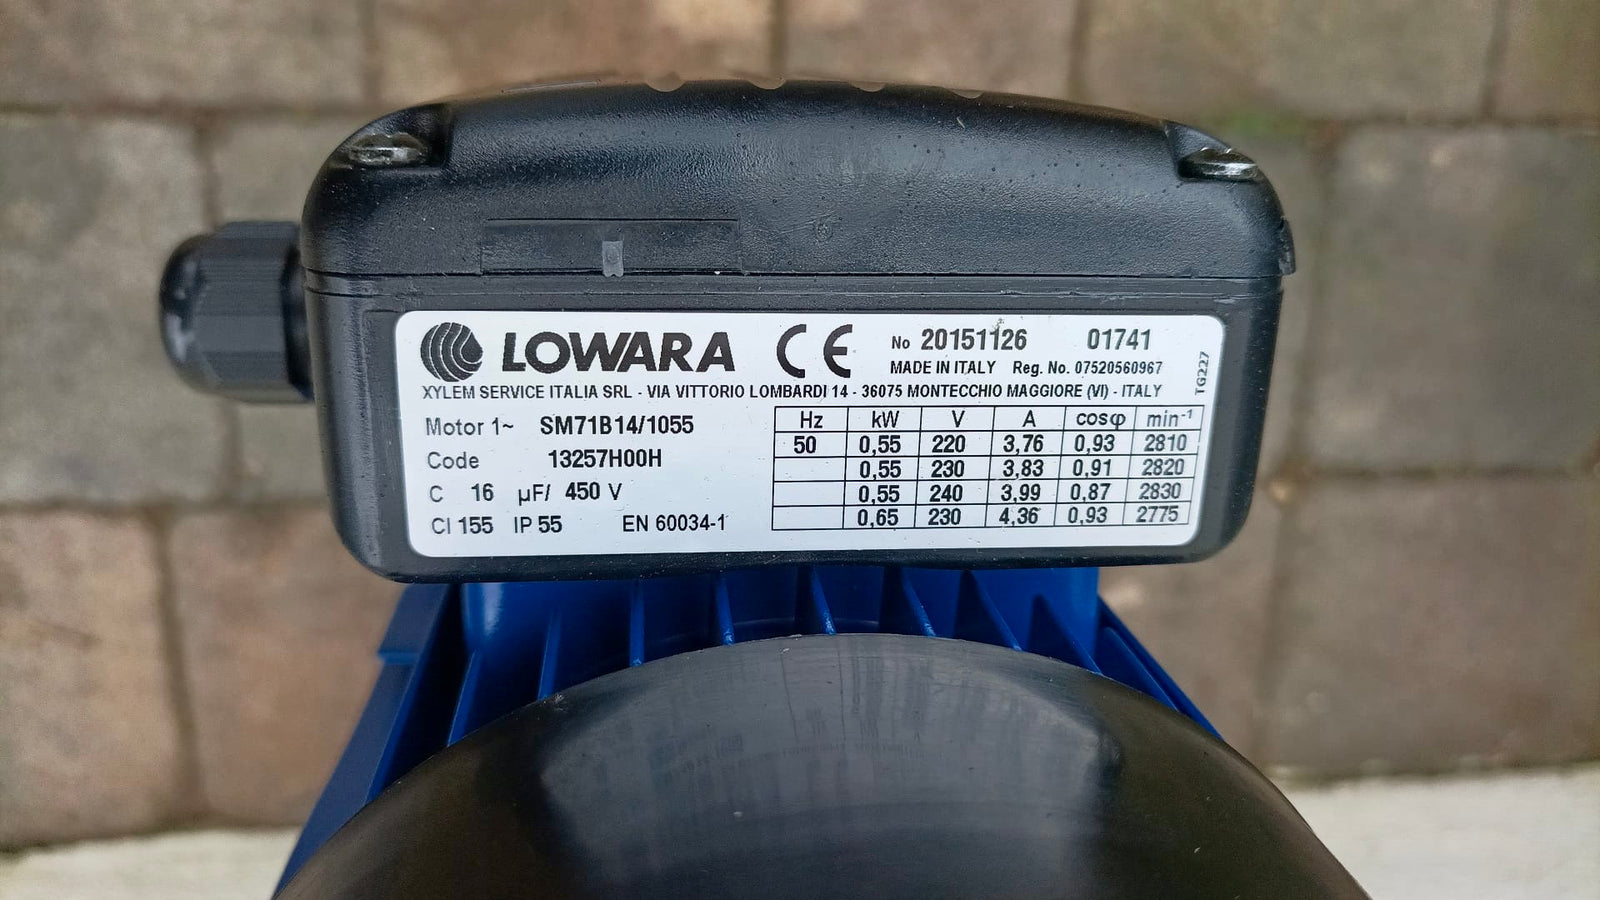 LOWARA CE No 20151126 01741
MADE IN ITALY Reg. No. 07520560967
TG227
XYLEM SERVICE ITALIA SRL - VIA VITTORIO LOMBARDI 14 - 36075 MONTECCHIO MAGGIORE (VI) - ITALY
Motor 1~ SM71B14/1055
Code 13257H00H
C 16 µF/ 450 V
CI 155 IP 55 EN 60034-1
Hz kW V A cosφ min-1
50 0,55 220 3,76 0,93 2810
0,55 230 3,83 0,91 2820
0,55 240 3,99 0,87 2830
0,65 230 4,36 0,93 2775